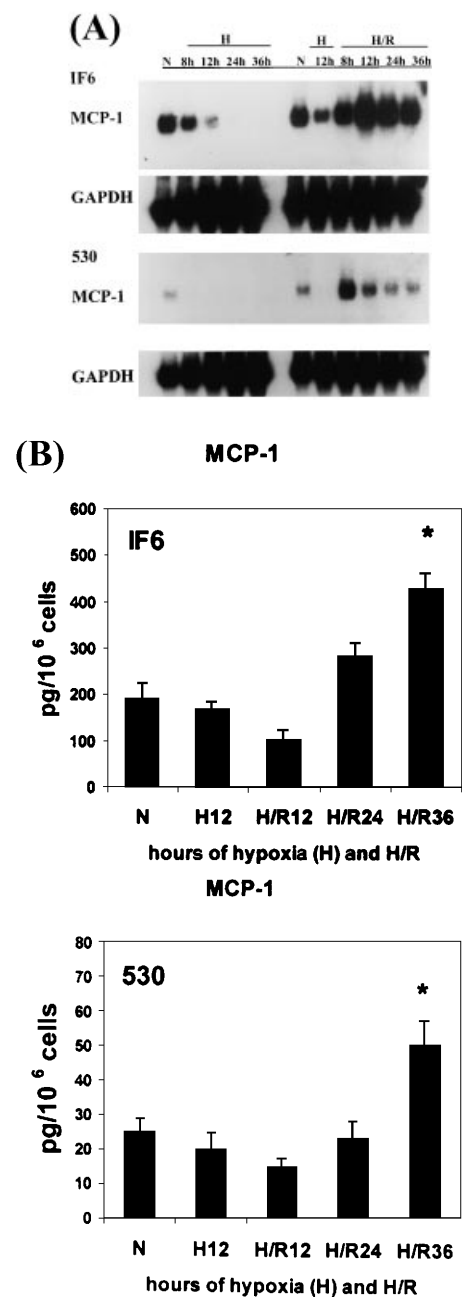 (A)
H H H/R
N 8h 12h 24h 36h N 12h 8h 12h 24h 36h
IF6
MCP-1
GAPDH
530
MCP-1
GAPDH
(B) MCP-1
600
500
400
300
200
100
0
pg/10 6 cells
IF6
*
N H12 H/R12 H/R24 H/R36
hours of hypoxia (H) and H/R
MCP-1
80
70
60
50
40
30
20
10
0
pg/10 6 cells
530
*
N H12 H/R12 H/R24 H/R36
hours of hypoxia (H) and H/R